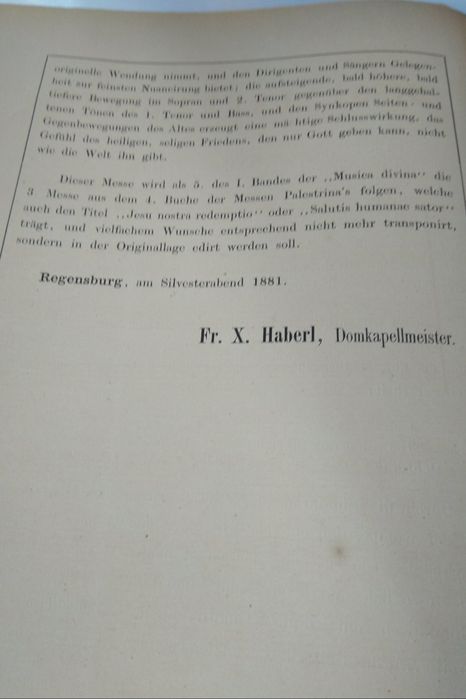 originelle Wendung nimmt, und den Dirigenten und Sängern Gelegen-
heit zur feinsten Nuancirung bietet; die aufsteigende, bald höhere, bald
tiefere Bewegung im Sopran und 2. Tenor gegenüber den langgehal-
tenen Tönen des 1. Tenor und Bass, und den Synkopen Seiten- und
Gegenbewegungen des Altes erzeugt eine mä htige Schlusswirkung, das
Gefühl des heiligen, seligen Friedens, den nur Gott geben kann, nicht
wie die Welt ihn gibt.
Dieser Messe wird als 5. des I. Bandes der „Musica divina“ die
3. Messe aus dem 4. Buche der Messen Palestrina's folgen, welche
auch den Titel „Jesu nostra redemptio“ oder „Salutis humanae sator“
trägt, und vielfachem Wunsche entsprechend nicht mehr transponirt,
sondern in der Originallage edirt werden soll.
Regensburg, am Silvesterabend 1881.
Fr. X. Haberl, Domkapellmeister.